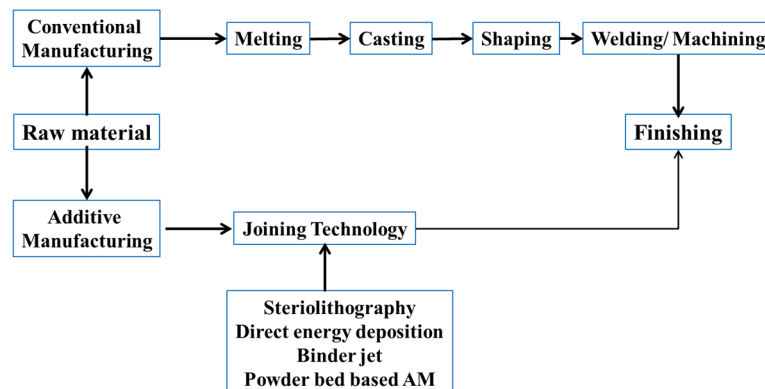 Conventional
Manufacturing
Melting
Casting
Shaping
Welding/ Machining
Raw material
Finishing
Additive
Manufacturing
Joining Technology
Steriolithography
Direct energy deposition
Binder jet
Powder bed based AM